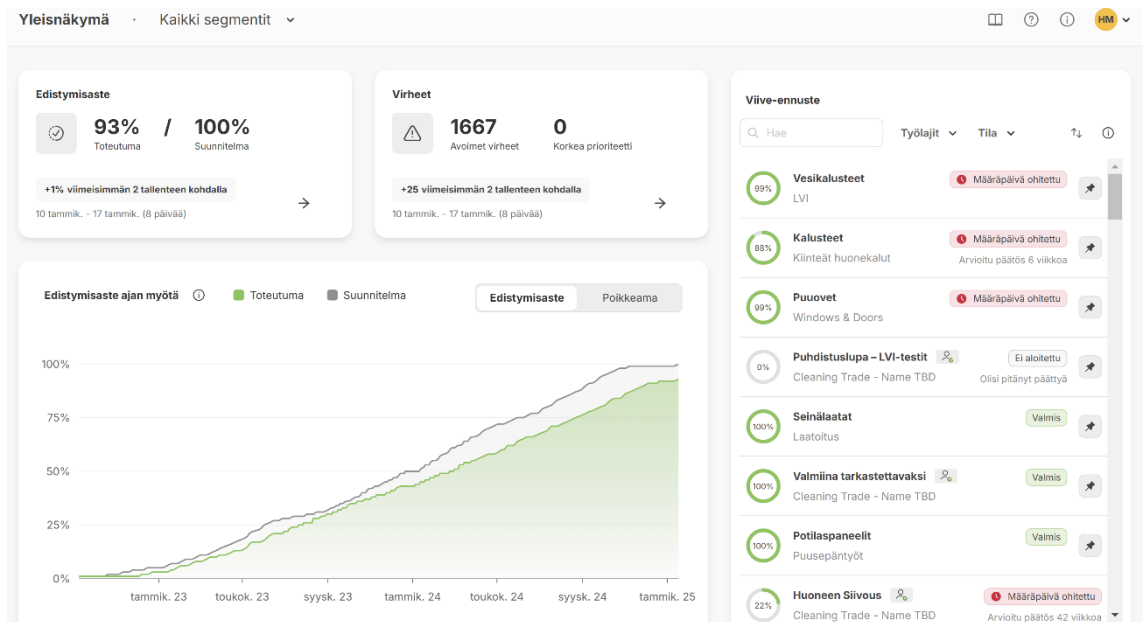 Yleisnäkymä · Kaikki segmentit
HM
Edistymisaste
93% / 100%
Toteutuma Suunnitelma
+1% viimeisimmän 2 tallenteen kohdalla
10 tammik. - 17 tammik. (8 päivää)
Virheet
1667 0
Avoimet virheet Korkea prioriteetti
+25 viimeisimmän 2 tallenteen kohdalla
10 tammik. - 17 tammik. (8 päivää)
Edistymisaste ajan myötä Toteutuma Suunnitelma Edistymisaste Poikkeama
100%
75%
50%
25%
0%
tammik. 23 toukok. 23 syysk. 23 tammik. 24 toukok. 24 syysk. 24 tammik. 25
Viive-ennuste
Hae Työlajit Tila
99% Vesikalusteet Määräpäivä ohitettu
LVI
88% Kalusteet Määräpäivä ohitettu
Kiinteät huonekalut Arvioitu päätös 6 viikkoa
99% Puuovet Määräpäivä ohitettu
Windows & Doors
0% Puhdistuslupa – LVI-testit Ei aloitettu
Cleaning Trade - Name TBD Olisi pitänyt päättyä
100% Seinälaatat Valmis
Laatoitus
100% Valmiina tarkastettavaksi Valmis
Cleaning Trade - Name TBD
100% Potilaspaneelit Valmis
Puusepäntyöt
22% Huoneen Siivous Määräpäivä ohitettu
Cleaning Trade - Name TBD Arvioitu päätös 42 viikkoa